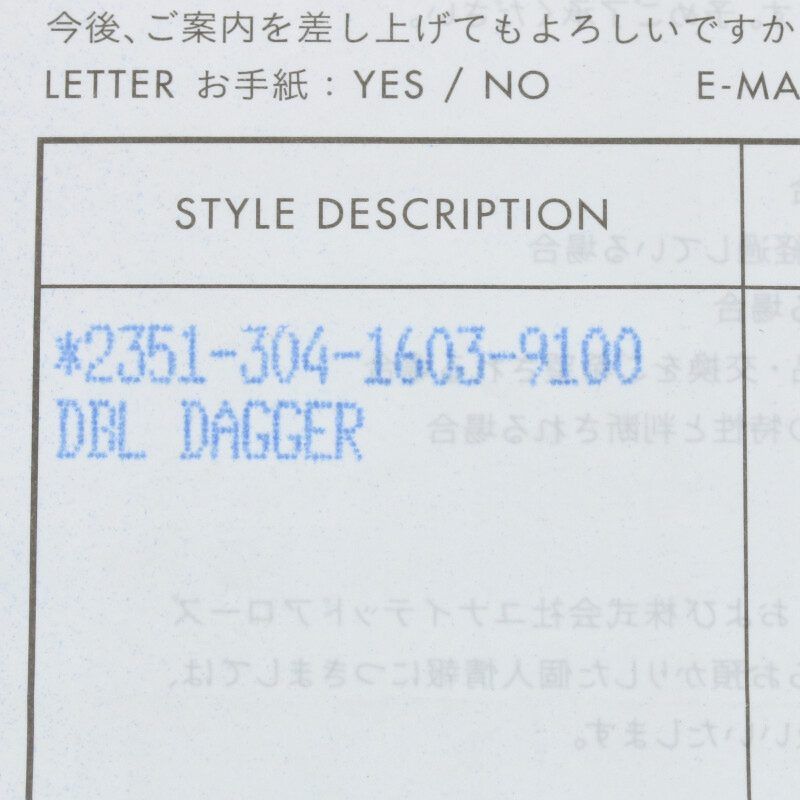 今後、ご案内を差し上げてもよろしいですか
LETTER お手紙 : YES / NO E-MA
STYLE DESCRIPTION
*2351-304-1603-9100
DBL DAGGER